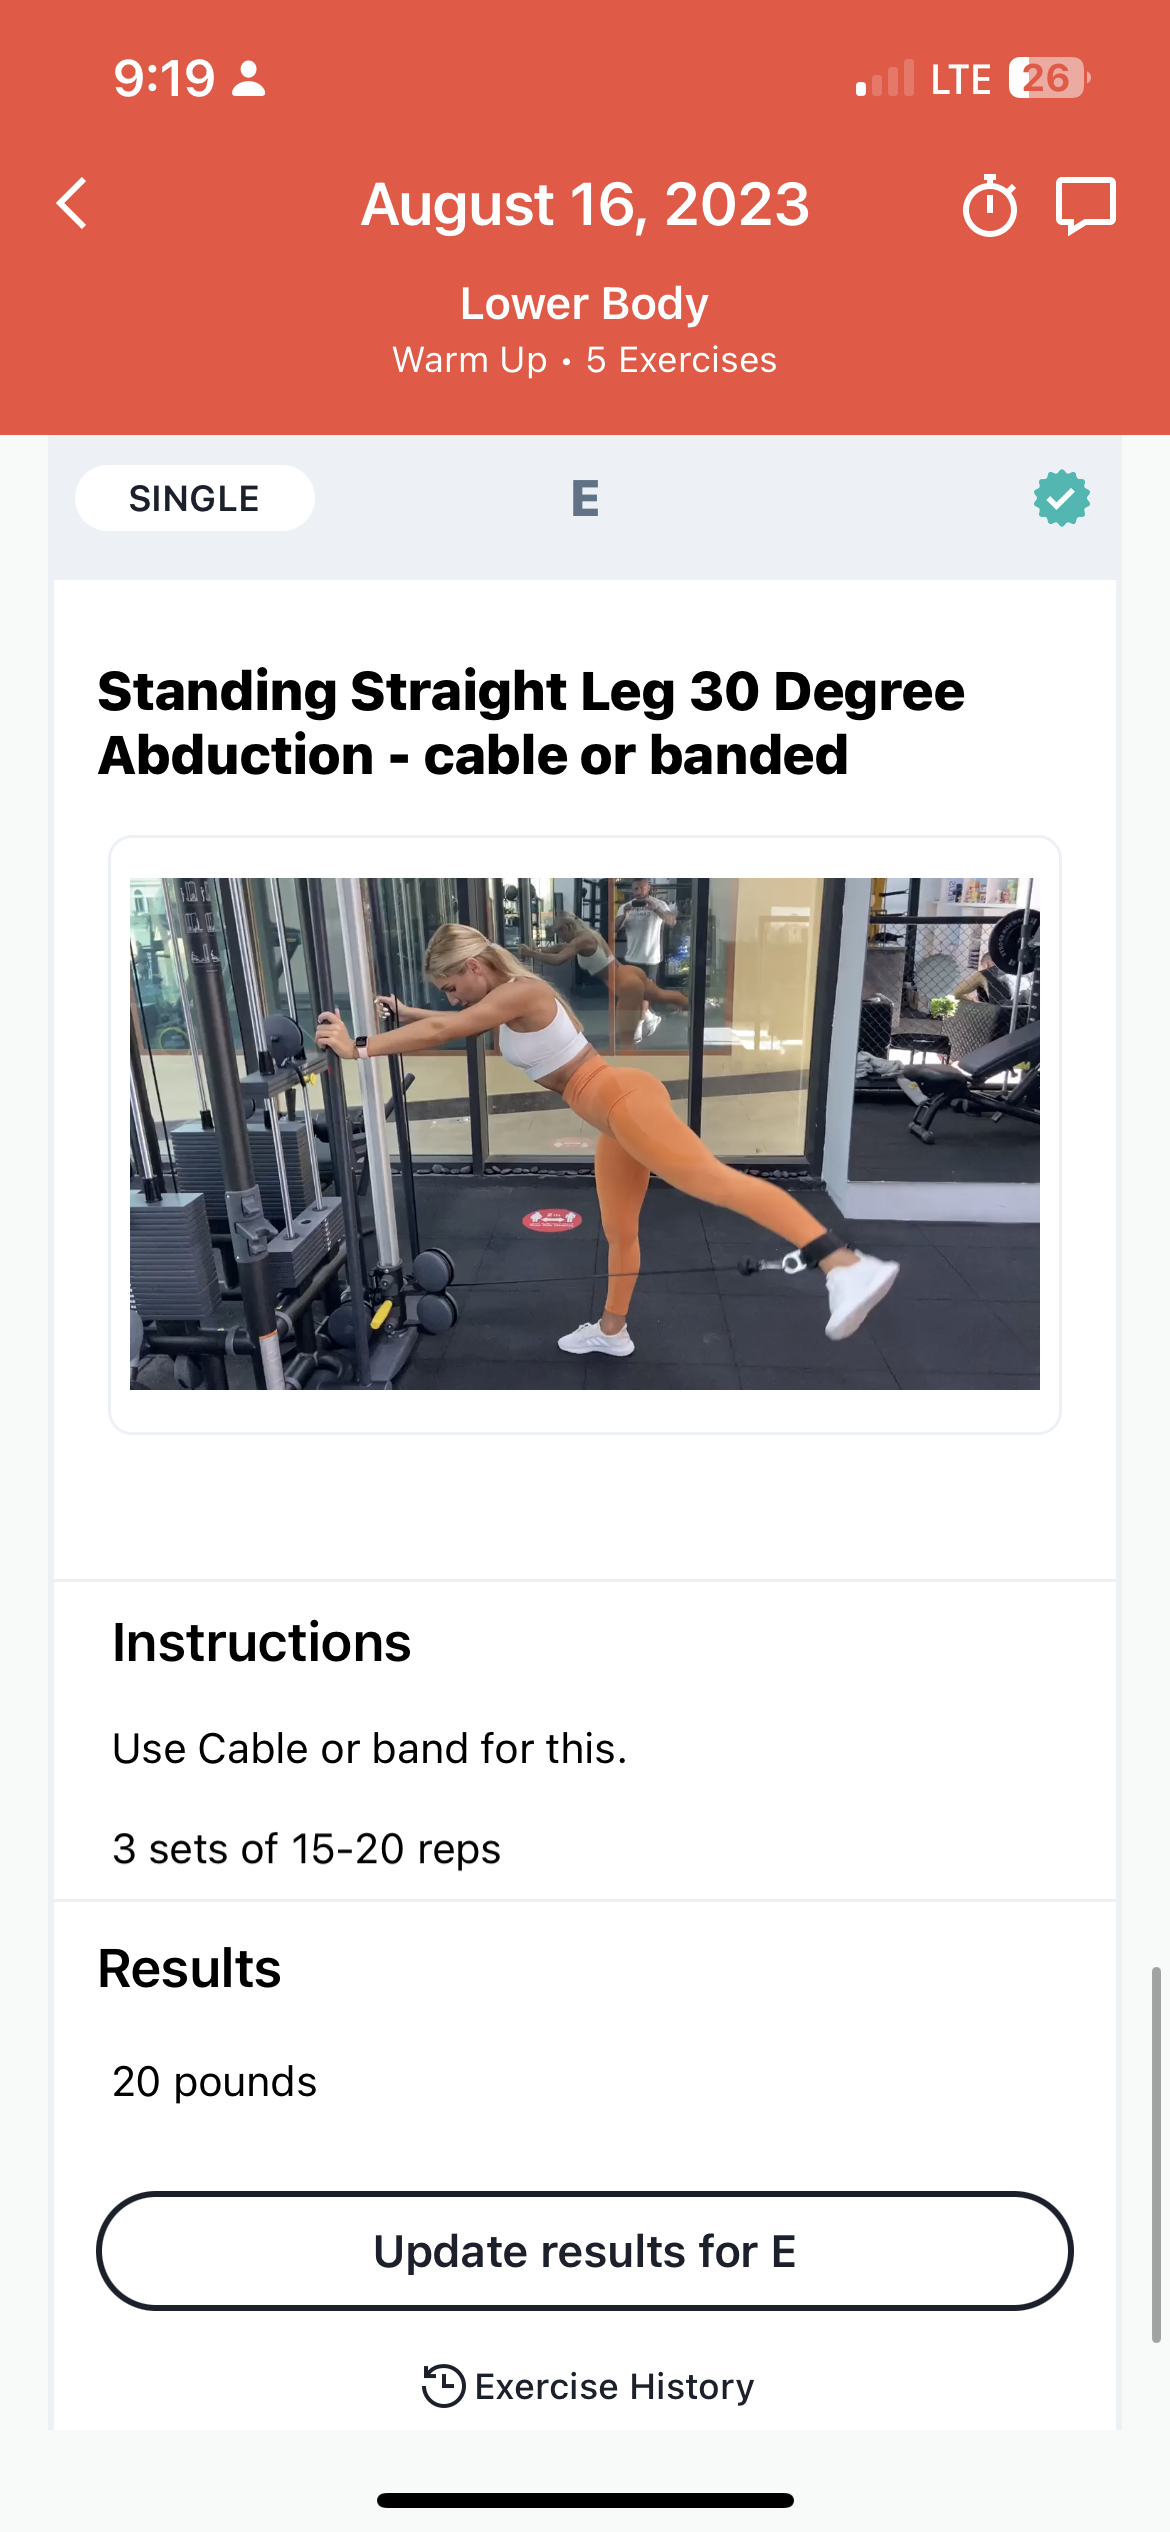 9:19
LTE 26
August 16, 2023
Lower Body
Warm Up • 5 Exercises
SINGLE
E
Standing Straight Leg 30 Degree
Abduction - cable or banded
Instructions
Use Cable or band for this.
3 sets of 15-20 reps
Results
20 pounds
Update results for E
Exercise History